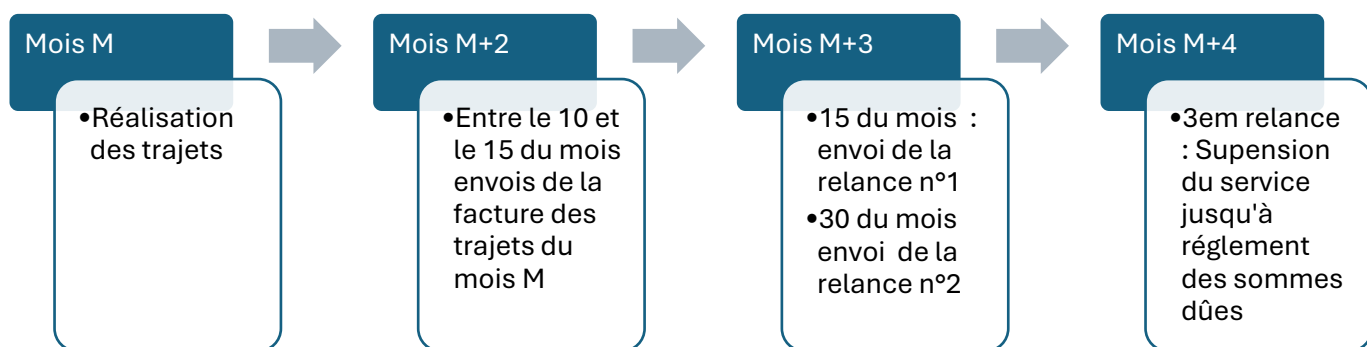 Mois M
•Réalisation
des trajets
Mois M+2
•Entre le 10 et
le 15 du mois
envois de la
facture des
trajets du
mois M
Mois M+3
•15 du mois :
envoi de la
relance n°1
•30 du mois
envoi de la
relance n°2
Mois M+4
•3em relance
: Supension
du service
jusqu'à
réglement
des sommes
dûes